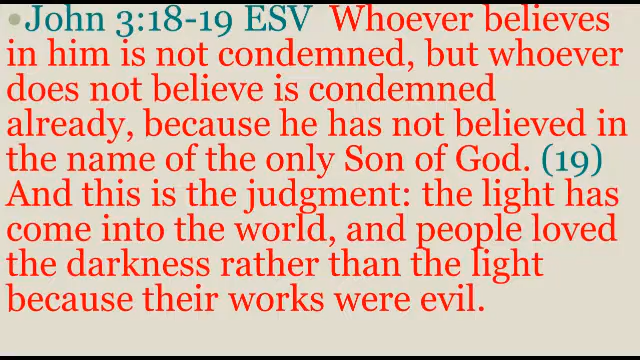 •John 3:18-19 ESV  Whoever believes
in him is not condemned, but whoever
does not believe is condemned
already, because he has not believed in
the name of the only Son of God. (19)
And this is the judgment: the light has
come into the world, and people loved
the darkness rather than the light
because their works were evil.